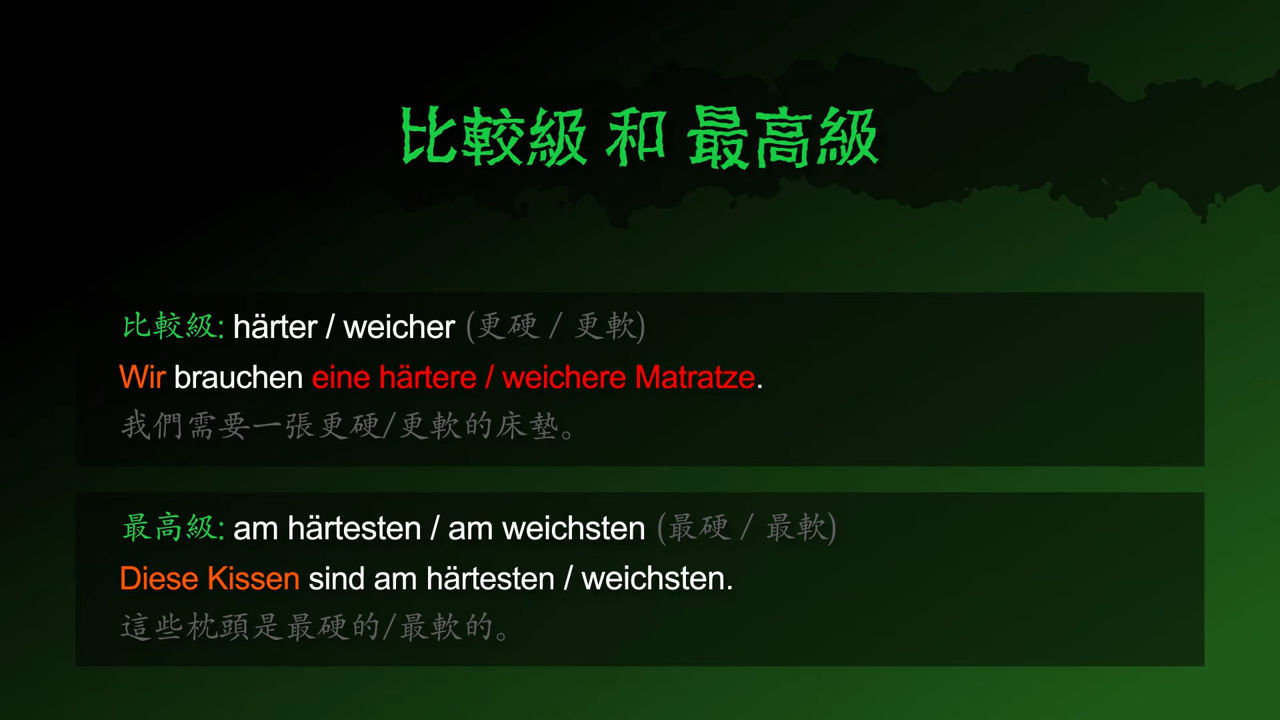 比較級 和 最高級
比較級: härter / weicher (更硬 / 更軟)
Wir brauchen eine härtere / weichere Matratze.
我們需要一張更硬/更軟的床墊。
最高級: am härtesten / am weichsten (最硬 / 最軟)
Diese Kissen sind am härtesten / weichsten.
這些枕頭是最硬的/最軟的。